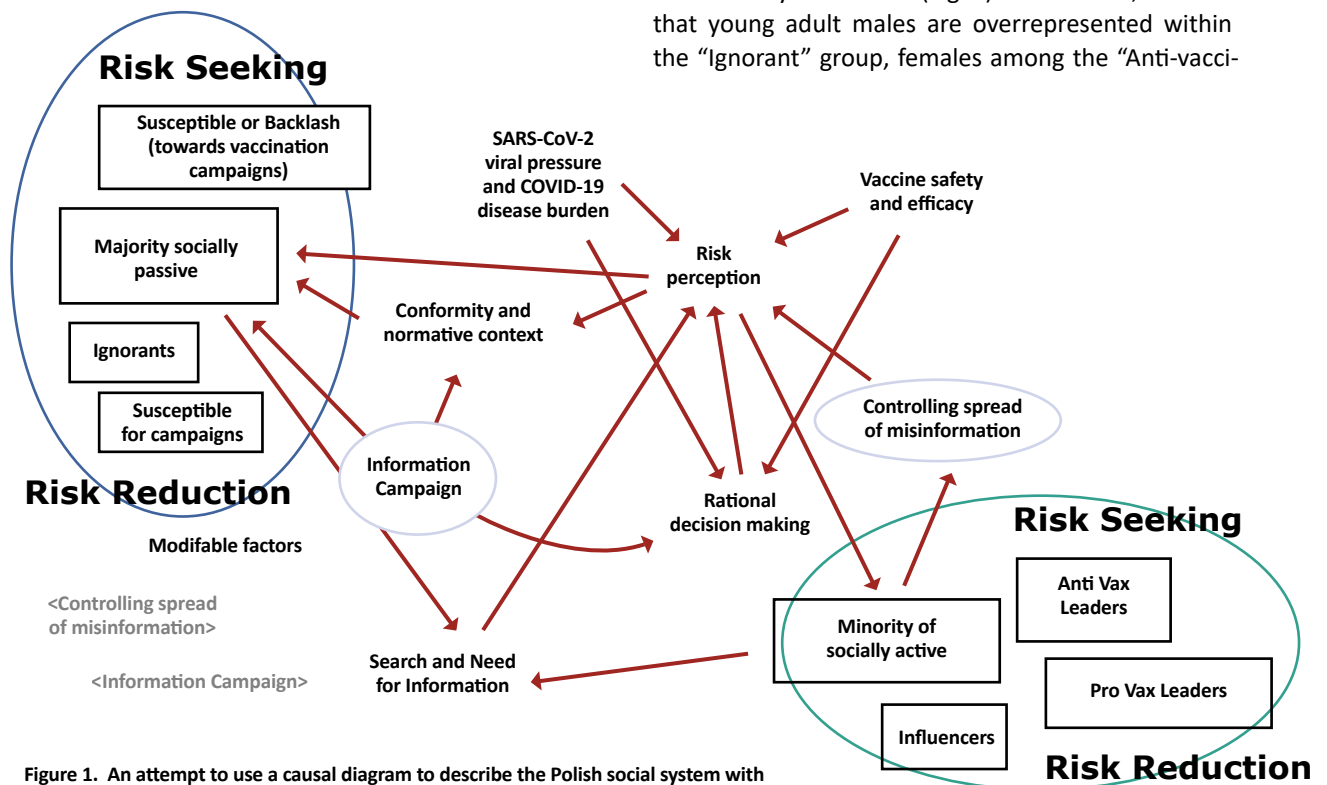 that young adult males are overrepresented within
the “Ignorant” group, females among the “Anti-vacci-
Risk Seeking
Susceptible or Backlash
(towards vaccination
campaigns)
Majority socially
passive
Ignorants
Susceptible
for campaigns
Risk Reduction
SARS-CoV-2
viral pressure
and COVID-19
disease burden
Vaccine safety
and efficacy
Risk
perception
Conformity and
normative context
Controlling spread
of misinformation
Information
Campaign
Rational
decision making
Modifable factors
<Controlling spread
of misinformation>
<Information Campaign>
Search and Need
for Information
Risk Seeking
Anti Vax
Leaders
Minority of
socially active
Pro Vax Leaders
Influencers
Risk Reduction
Figure 1. An attempt to use a causal diagram to describe the Polish social system with